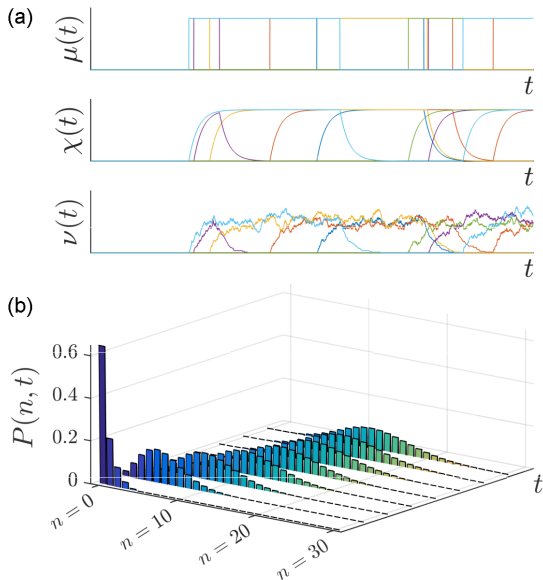 (a)
μ(t)
t
χ(t)
t
ν(t)
t
(b)
P(n, t)
0.6
0.4
0.2
0
n = 0
n = 10
n = 20
n = 30
t